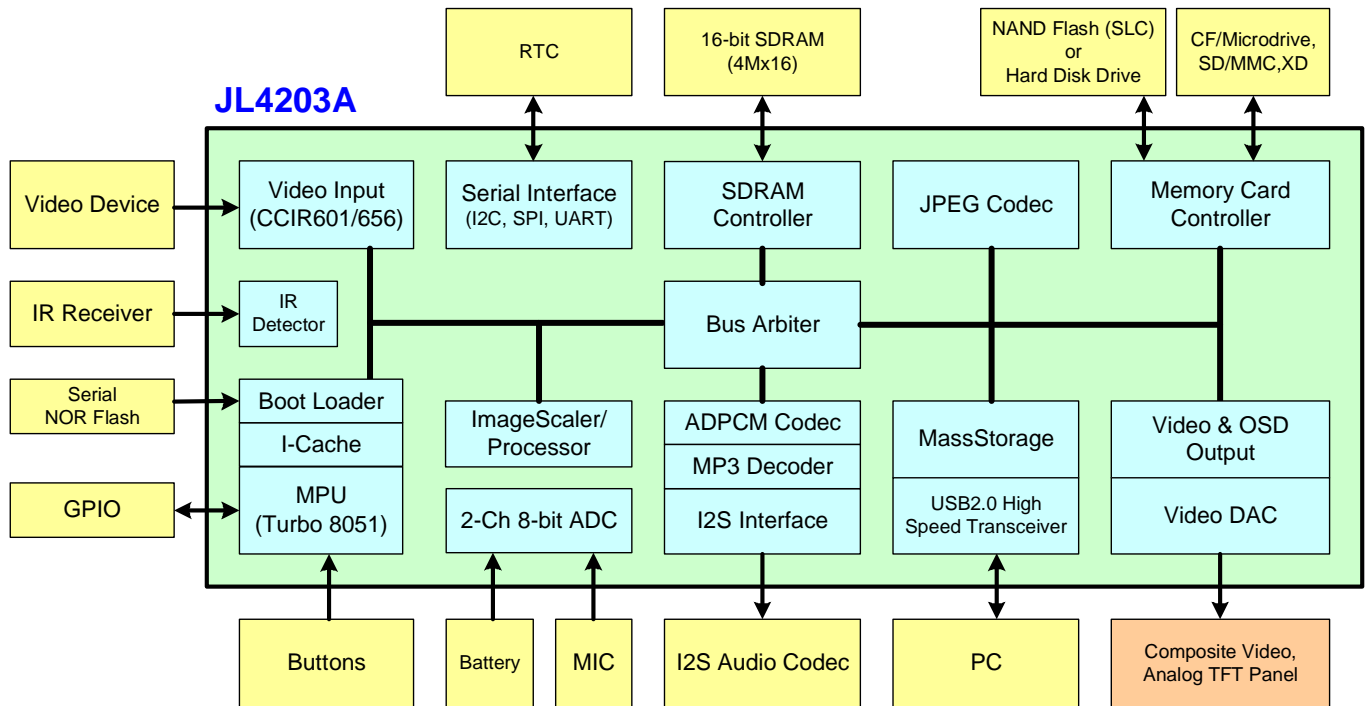 RTC
16-bit SDRAM
(4Mx16)
NAND Flash (SLC)
or
Hard Disk Drive
CF/Microdrive,
SD/MMC,XD
JL4203A
Video Device
Video Input
(CCIR601/656)
Serial Interface
(I2C, SPI, UART)
SDRAM
Controller
JPEG Codec
Memory Card
Controller
IR Receiver
IR
Detector
Bus Arbiter
Serial
NOR Flash
Boot Loader
I-Cache
MPU
(Turbo 8051)
GPIO
ImageScaler/
Processor
2-Ch 8-bit ADC
ADPCM Codec
MP3 Decoder
I2S Interface
MassStorage
USB2.0 High
Speed Transceiver
Video & OSD
Output
Video DAC
Buttons
Battery
MIC
I2S Audio Codec
PC
Composite Video,
Analog TFT Panel